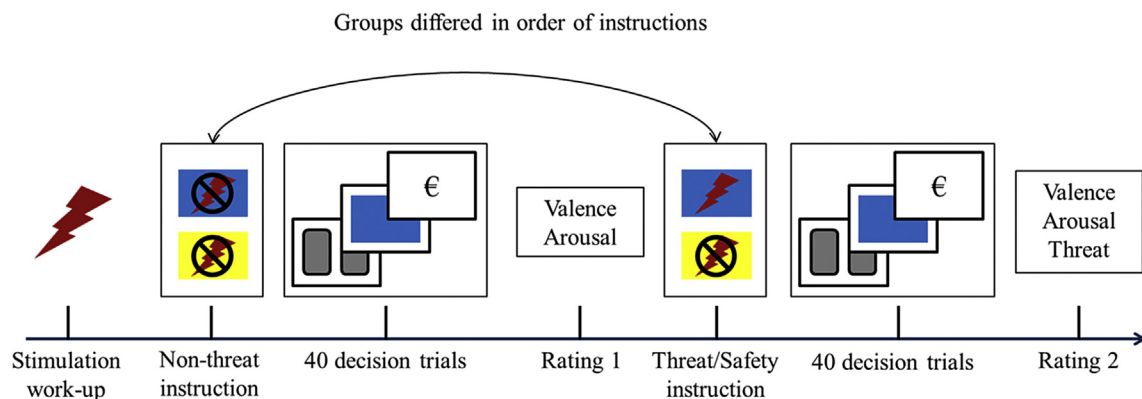 Groups differed in order of instructions
€
€
Valence
Arousal
Valence
Arousal
Threat
Stimulation
work-up
Non-threat
instruction
40 decision trials
Rating 1
Threat/Safety
instruction
40 decision trials
Rating 2